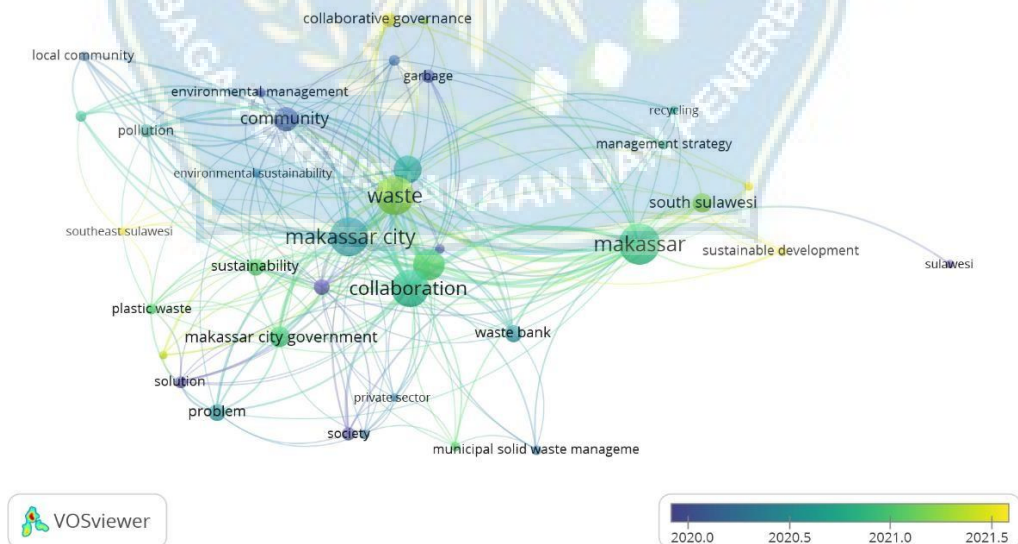 collaborative governance
local community
garbage
environmental management
community
recycling
pollution
management strategy
environmental sustainability
waste
south sulawesi
southeast sulawesi
makassar city
makassar
sustainable development
sulawesi
sustainability
collaboration
plastic waste
makassar city government
waste bank
solution
private sector
problem
society
municipal solid waste manageme
VOSviewer
2020.0 2020.5 2021.0 2021.5